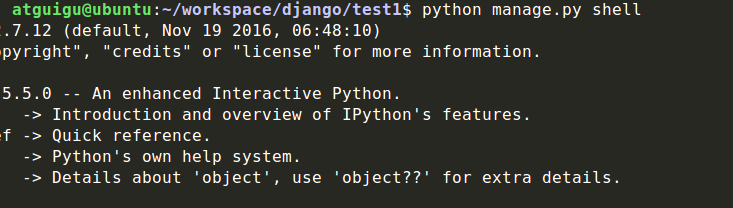 atguigu@ubuntu:~/workspace/django/test1$ python manage.py shell
.7.12 (default, Nov 19 2016, 06:48:10)
opyright", "credits" or "license" for more information.
5.5.0 -- An enhanced Interactive Python.
-> Introduction and overview of IPython's features.
ef -> Quick reference.
-> Python's own help system.
-> Details about 'object', use 'object??' for extra details.